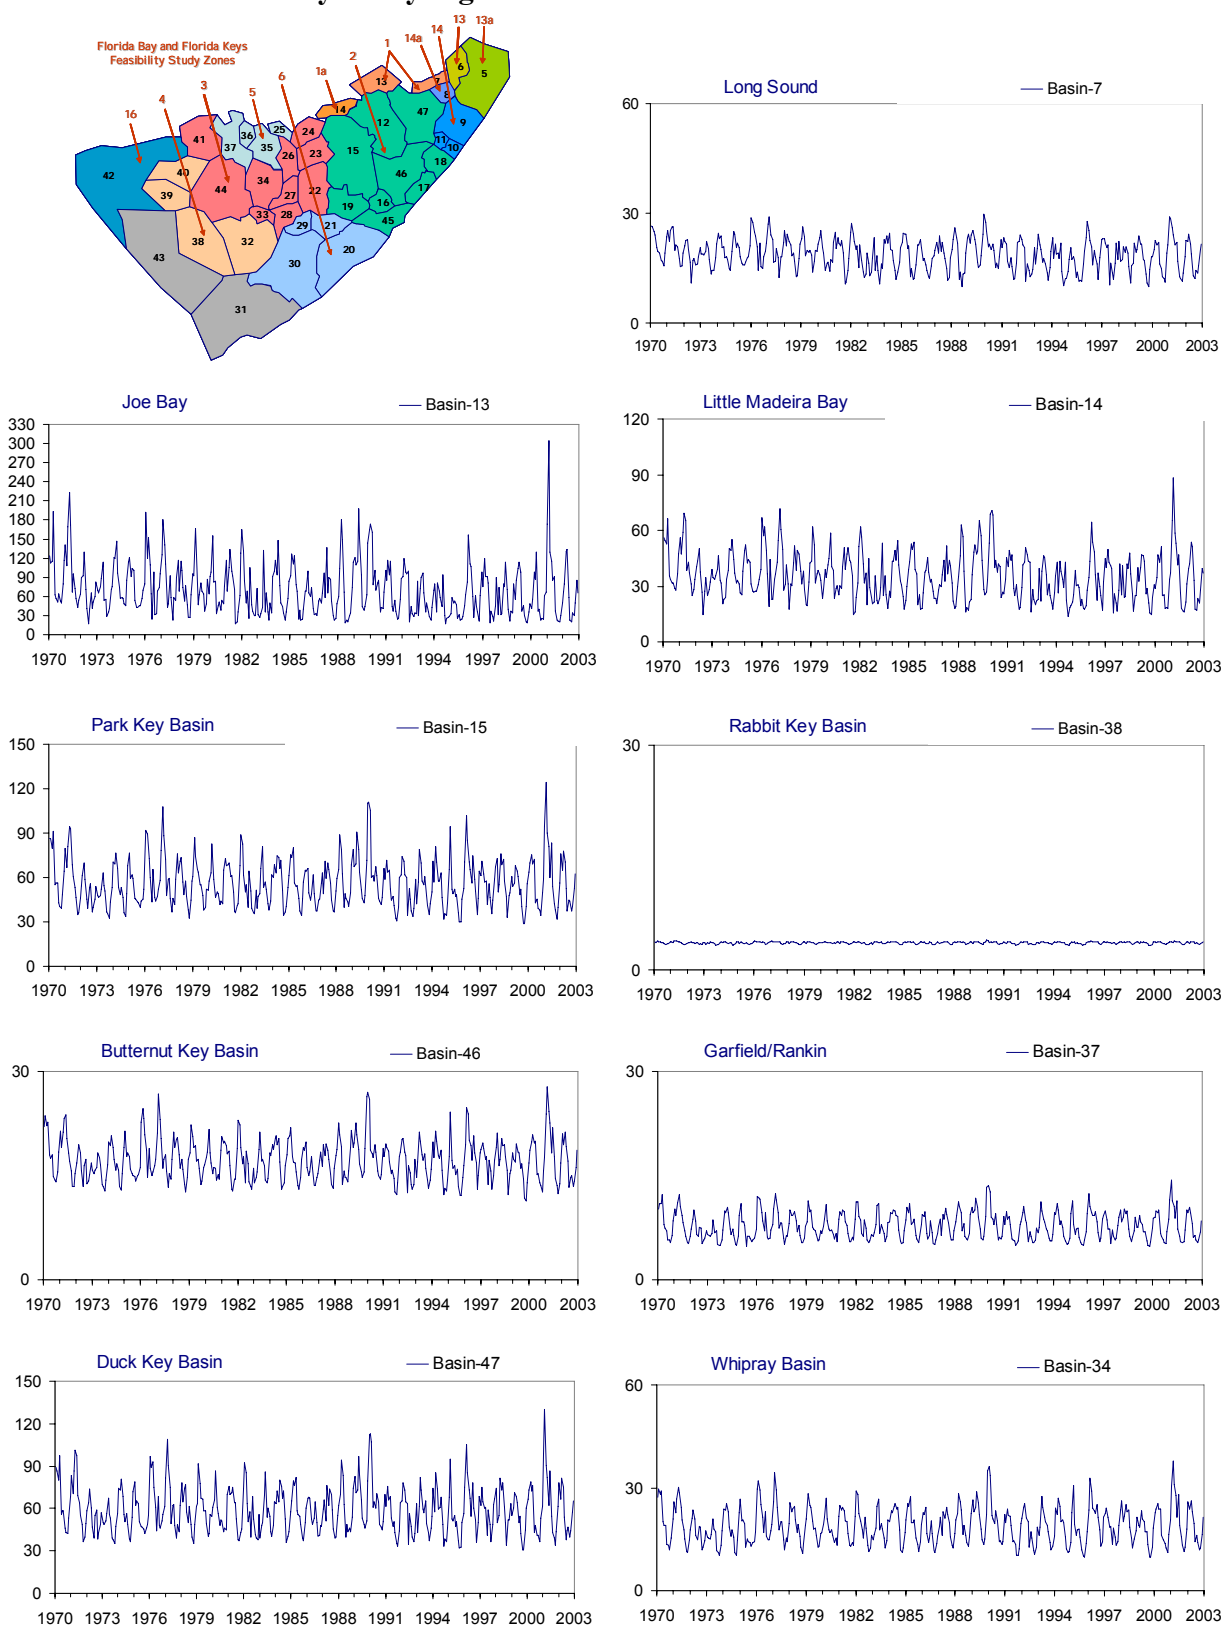 Florida Bay and Florida Keys
Feasibility Study Zones
16
4
3
5
6
1a
2
1
14a
14
13
13a
42
41
40
39
38
43
44
37
36
35
25
24
26
23
34
27
22
33
28
32
29
21
30
20
31
14
13
12
15
47
7
8
6
5
9
11
10
18
46
17
16
19
45
Long Sound
Basin-7
60
30
0
1970 1973 1976 1979 1982 1985 1988 1991 1994 1997 2000 2003
Joe Bay
Basin-13
330
300
270
240
210
180
150
120
90
60
30
0
1970 1973 1976 1979 1982 1985 1988 1991 1994 1997 2000 2003
Little Madeira Bay
Basin-14
120
90
60
30
0
1970 1973 1976 1979 1982 1985 1988 1991 1994 1997 2000 2003
Park Key Basin
Basin-15
150
120
90
60
30
0
1970 1973 1976 1979 1982 1985 1988 1991 1994 1997 2000 2003
Rabbit Key Basin
Basin-38
30
0
1970 1973 1976 1979 1982 1985 1988 1991 1994 1997 2000 2003
Butternut Key Basin
Basin-46
30
0
1970 1973 1976 1979 1982 1985 1988 1991 1994 1997 2000 2003
Garfield/Rankin
Basin-37
30
0
1970 1973 1976 1979 1982 1985 1988 1991 1994 1997 2000 2003
Duck Key Basin
Basin-47
150
120
90
60
30
0
1970 1973 1976 1979 1982 1985 1988 1991 1994 1997 2000 2003
Whipray Basin
Basin-34
60
30
0
1970 1973 1976 1979 1982 1985 1988 1991 1994 1997 2000 2003